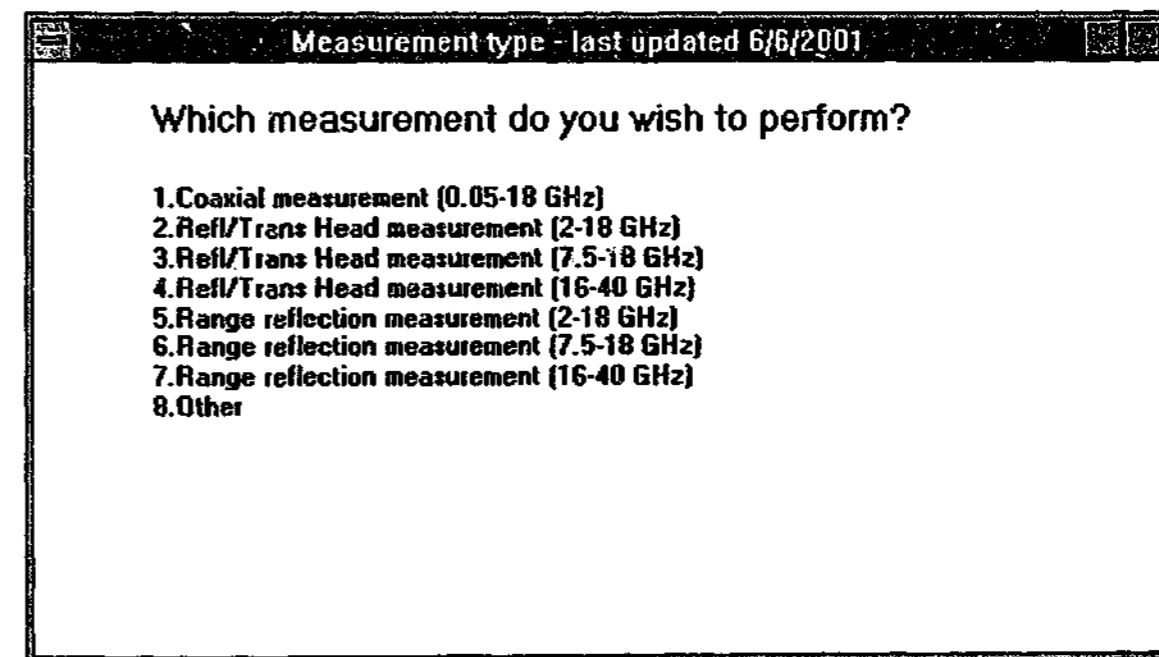 Measurement type - last updated 6/6/2001
Which measurement do you wish to perform?
1.Coaxial measurement (0.05-18 GHz)
2.Refl/Trans Head measurement (2-18 GHz)
3.Refl/Trans Head measurement (7.5-18 GHz)
4.Refl/Trans Head measurement (16-40 GHz)
5.Range reflection measurement (2-18 GHz)
6.Range reflection measurement (7.5-18 GHz)
7.Range reflection measurement (16-40 GHz)
8.Other